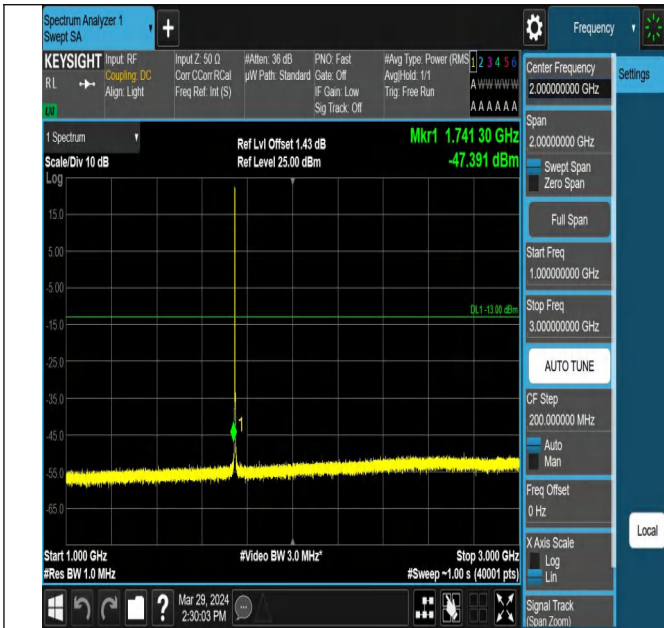 Spectrum Analyzer 1
Swept SA
Frequency
KEYSIGHT
RL
LXI
Input: RF
Coupling: DC
Align: Light
Input Z: 50 Ω
Corr CCorr RCal
Freq Ref: Int (S)
#Atten: 36 dB
µW Path: Standard
PNO: Fast
Gate: Off
IF Gain: Low
Sig Track: Off
#Avg Type: Power (RMS
Avg|Hold: 1/1
Trig: Free Run
1 2 3 4 5 6
A W W W W W
A A A A A A
1 Spectrum
Scale/Div 10 dB
Log
Ref Lvl Offset 1.43 dB
Ref Level 25.00 dBm
Mkr1 1.741 30 GHz
-47.391 dBm
15.0
5.00
-5.00
-15.0
-25.0
-35.0
-45.0
-55.0
-65.0
DL1 -13.00 dBm
1
Start 1.000 GHz
#Res BW 1.0 MHz
#Video BW 3.0 MHz*
Stop 3.000 GHz
#Sweep ~1.00 s (40001 pts)
Mar 29, 2024
2:30:03 PM
Center Frequency
2.000000000 GHz
Span
2.00000000 GHz
Swept Span
Zero Span
Full Span
Start Freq
1.000000000 GHz
Stop Freq
3.000000000 GHz
AUTO TUNE
CF Step
200.000000 MHz
Auto
Man
Freq Offset
0 Hz
X Axis Scale
Log
Lin
Signal Track
(Span Zoom)
Settings
Local